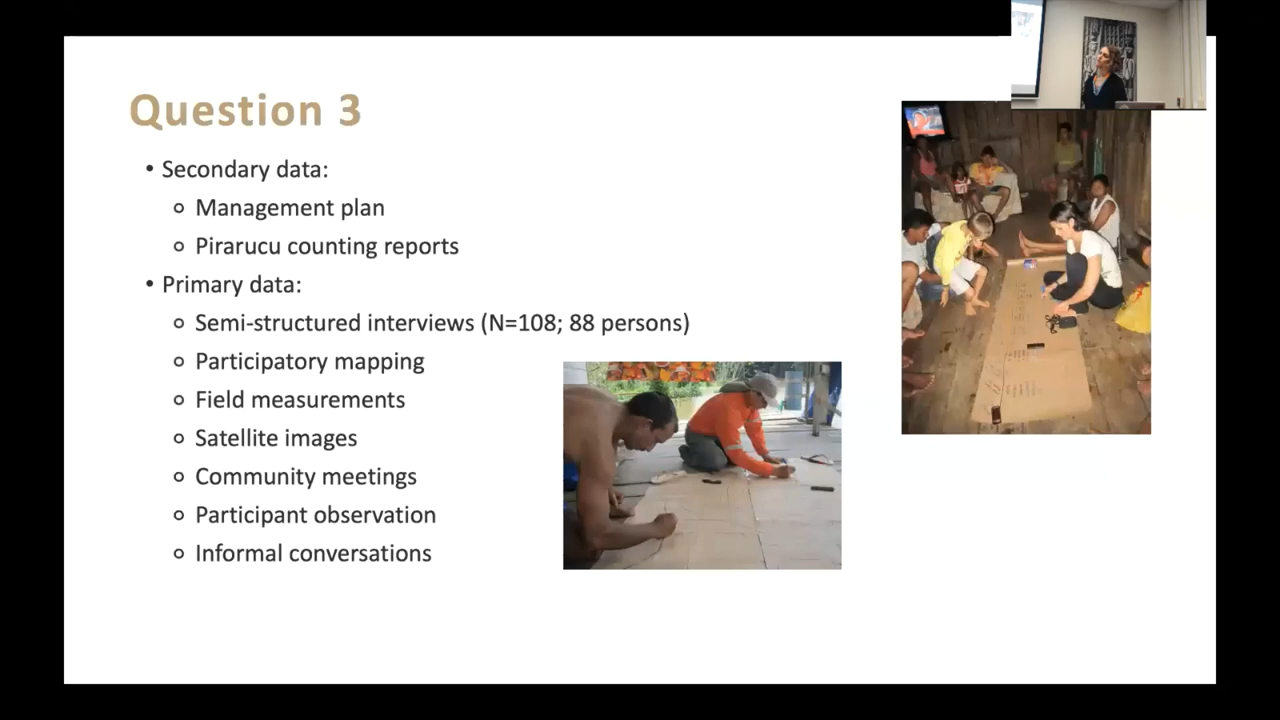 Question 3
• Secondary data:
o Management plan
o Pirarucu counting reports
• Primary data:
o Semi-structured interviews (N=108; 88 persons)
o Participatory mapping
o Field measurements
o Satellite images
o Community meetings
o Participant observation
o Informal conversations